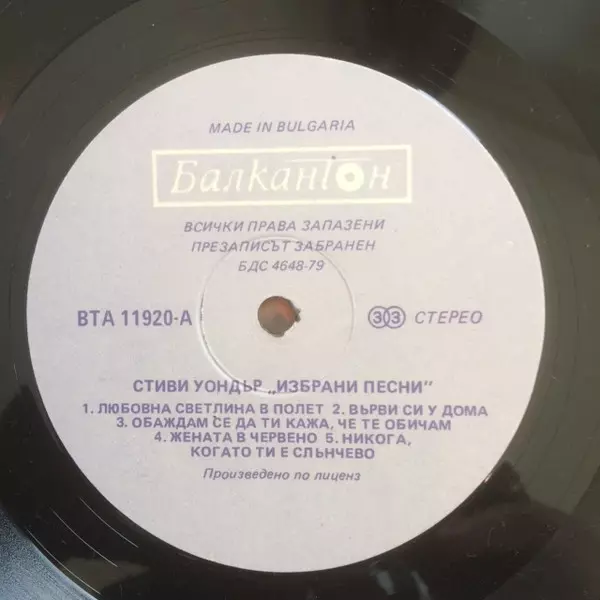 MADE IN BULGARIA
Балкантон
ВСИЧКИ ПРАВА ЗАПАЗЕНИ
ПРЕЗАПИСЪТ ЗАБРАНЕН
БДС 4648-79
ВТА 11920-А
33 СТЕРЕО
СТИВИ УОНДЪР „ИЗБРАНИ ПЕСНИ"
1. ЛЮБОВНА СВЕТЛИНА В ПОЛЕТ 2. ВЪРВИ СИ У ДОМА
3. ОБАЖДАМ СЕ ДА ТИ КАЖА, ЧЕ ТЕ ОБИЧАМ
4. ЖЕНАТА В ЧЕРВЕНО 5. НИКОГА,
КОГАТО ТИ Е СЛЪНЧЕВО
Произведено по лиценз